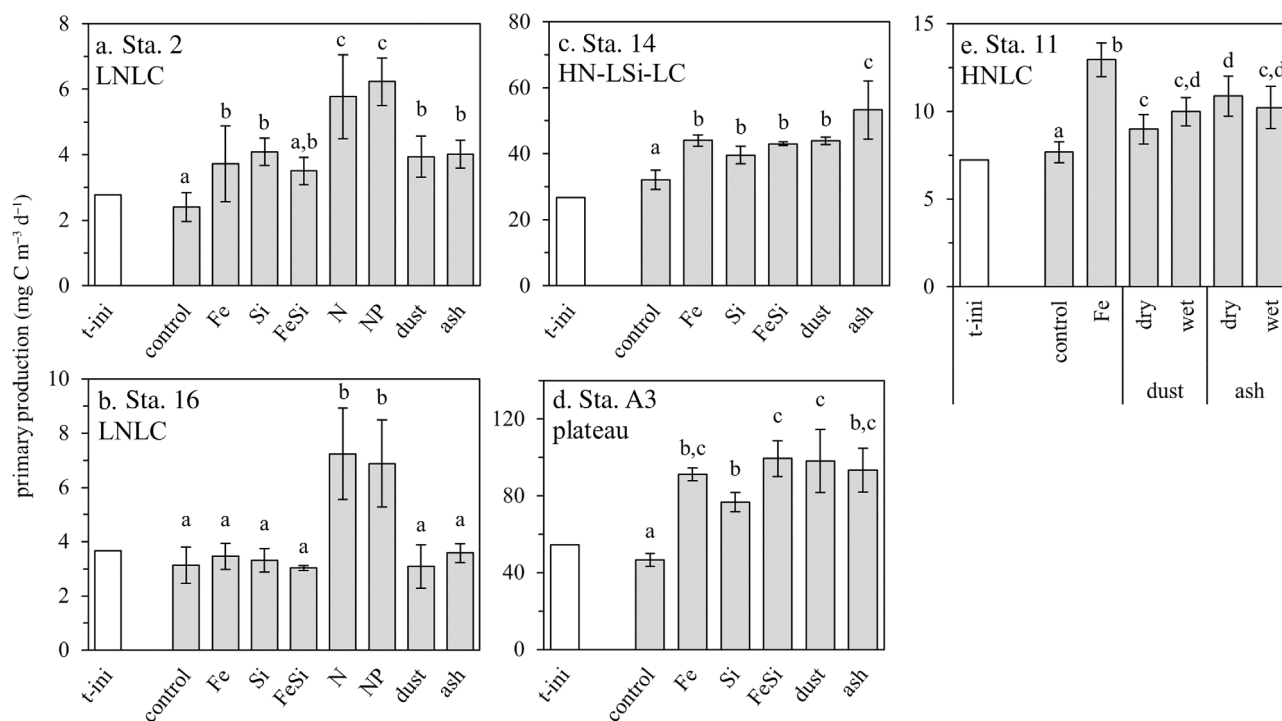 primary production (mg C m⁻³ d⁻¹)
a. Sta. 2
LNLC
8
6
4
2
0
a
b
b
a,b
c
c
b
b
t-ini
control
Fe
Si
FeSi
N
NP
dust
ash
b. Sta. 16
LNLC
10
8
6
4
2
0
a
a
a
a
b
b
a
a
t-ini
control
Fe
Si
FeSi
N
NP
dust
ash
c. Sta. 14
HN-LSi-LC
80
60
40
20
0
a
b
b
b
b
c
t-ini
control
Fe
Si
FeSi
dust
ash
d. Sta. A3
plateau
120
80
40
0
a
b,c
b
c
c
b,c
t-ini
control
Fe
Si
FeSi
dust
ash
e. Sta. 11
HNLC
15
10
5
0
a
b
c
c,d
d
c,d
t-ini
control
Fe
dry
wet
dry
wet
dust
ash